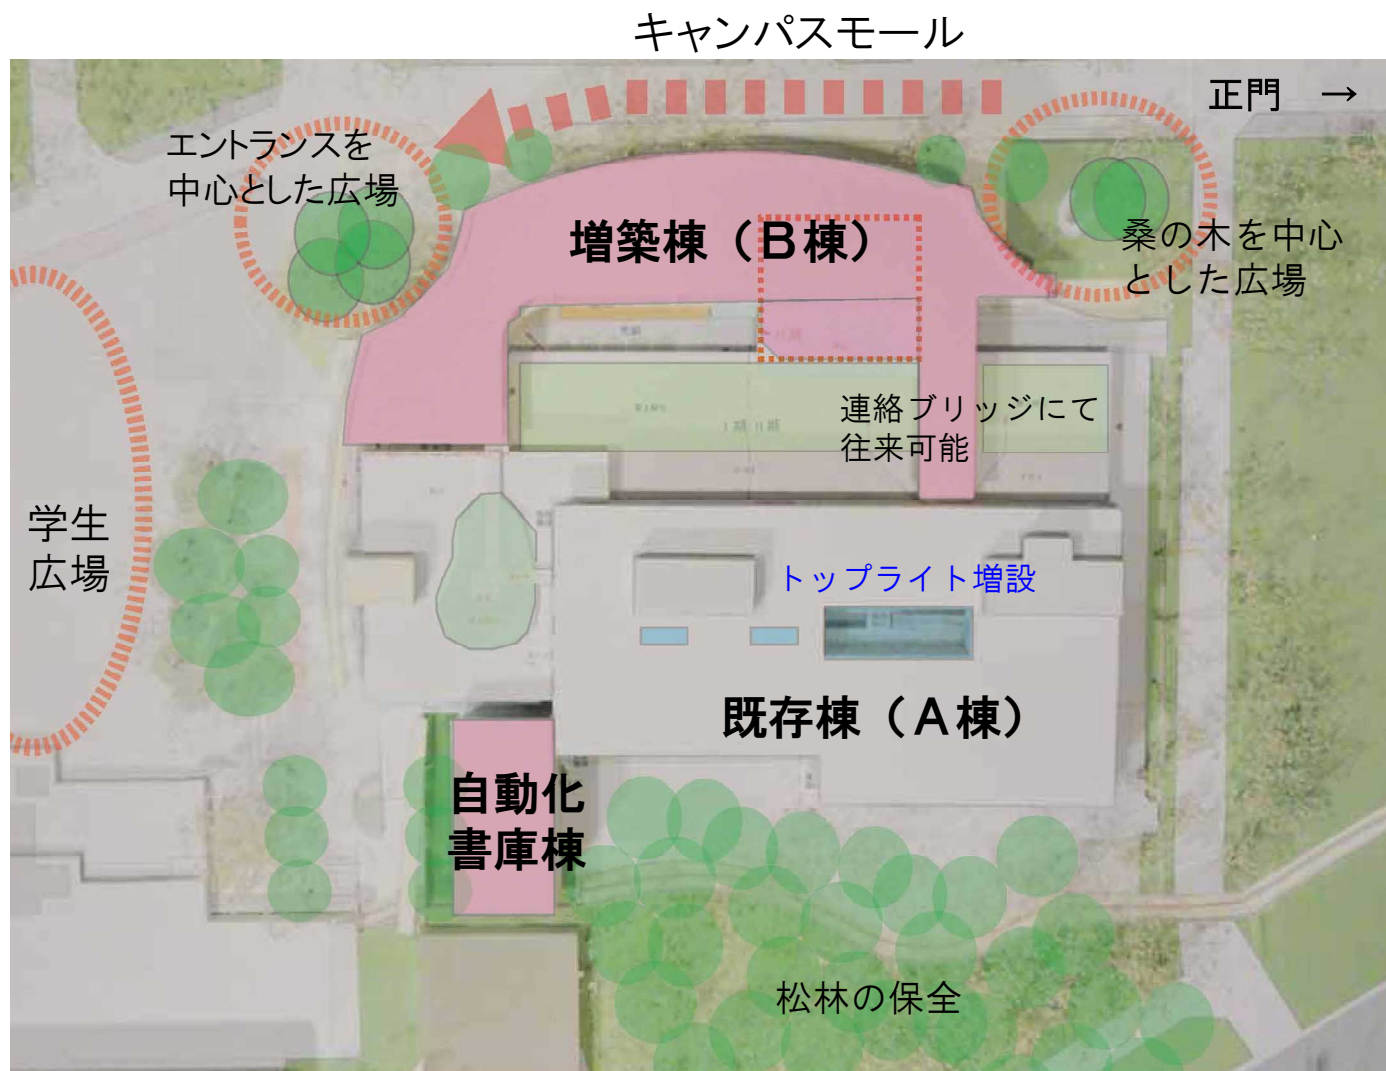 キャンパスモール
正門 →
エントランスを
中心とした広場
増築棟（Ｂ棟）
桑の木を中心
とした広場
連絡ブリッジにて
往来可能
学生
広場
トップライト増設
既存棟（Ａ棟）
自動化
書庫棟
松林の保全